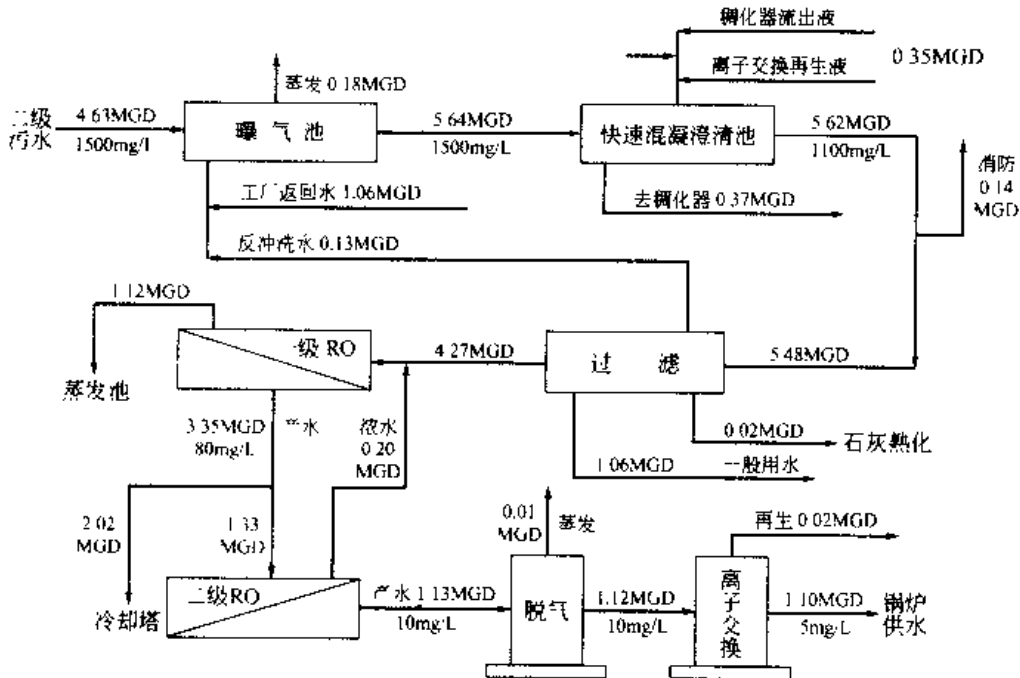 稠化器流出液
0.35MGD
离子交换再生液
蒸发 0.18MGD
二级
污水
4.63MGD
1500mg/L
曝气池
5.64MGD
1500mg/L
快速混凝澄清池
5.62MGD
1100mg/L
消防
0.14
MGD
工厂返回水 1.06MGD
去稠化器 0.37MGD
反冲洗水 0.13MGD
1.12MGD
蒸发池
一级 RO
4.27MGD
过滤
5.48MGD
3.35MGD
80mg/L
产水
浓水
0.20
MGD
0.02MGD
石灰熟化
1.06MGD
一般用水
2.02
MGD
冷却塔
1.33
MGD
二级RO
产水 1.13MGD
10mg/L
0.01
MGD
蒸发
脱气
1.12MGD
10mg/L
再生 0.02MGD
离子交换
1.10MGD
5mg/L
锅炉
供水